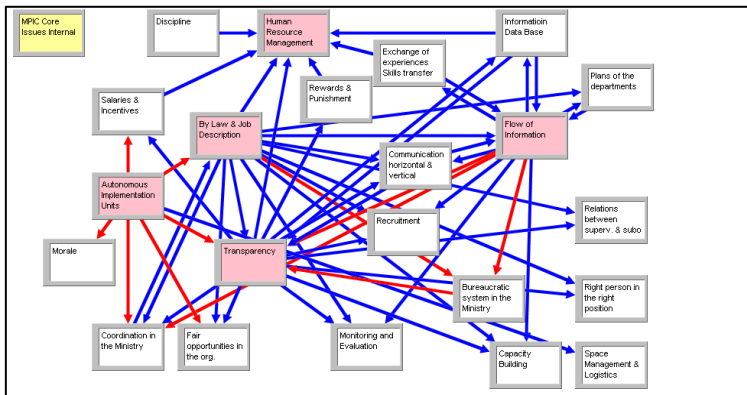 MPIC Core
Issues Internal
Discipline
Human
Resource
Management
Informatioin
Data Base
Exchange of
experiences
Skills transfer
Plans of the
departments
Salaries &
Incentives
Rewards &
Punishment
By Law & Job
Description
Flow of
Information
Communication
horizontal &
vertical
Autonomous
Implementation
Units
Recruitment
Relations
between
superv. & subo
Morale
Transparency
Bureaucratic
system in the
Ministry
Right person in
the right
position
Coordination in
the Ministry
Fair
opportunities in
the org.
Monitoring and
Evaluation
Capacity
Building
Space
Management &
Logistics